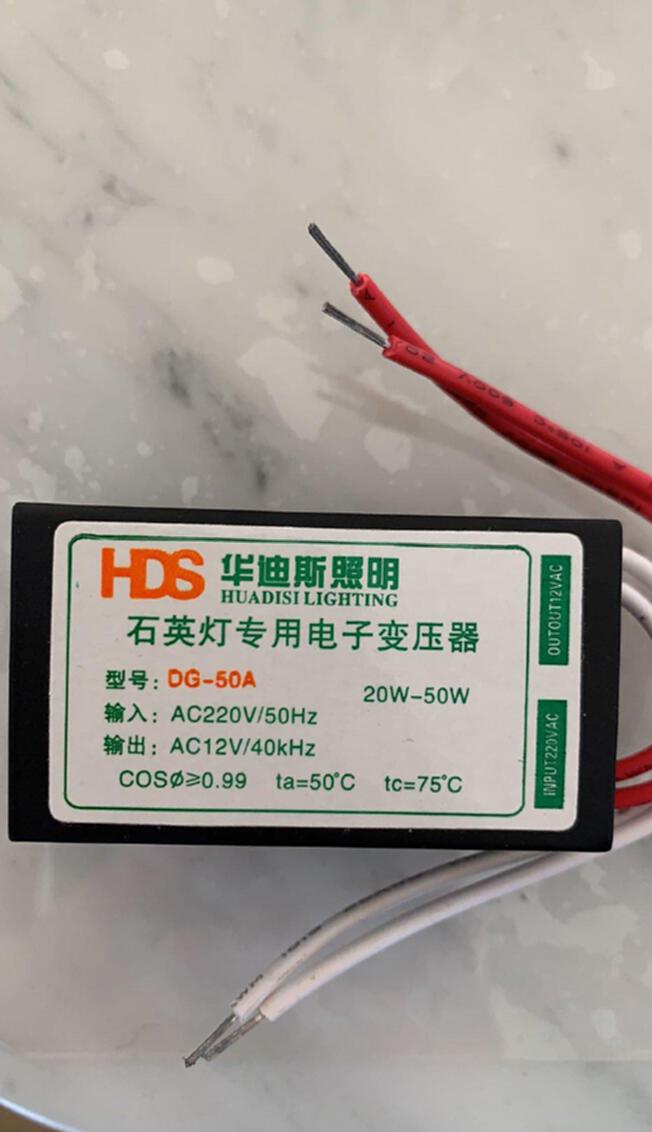 HDS 华迪斯照明
HUADISI LIGHTING
石英灯专用电子变压器
型号: DG-50A
20W-50W
输入: AC220V/50Hz
输出: AC12V/40kHz
COSØ≥0.99 ta=50℃ tc=75℃
OUTOUT12VAC
INPUT220VAC